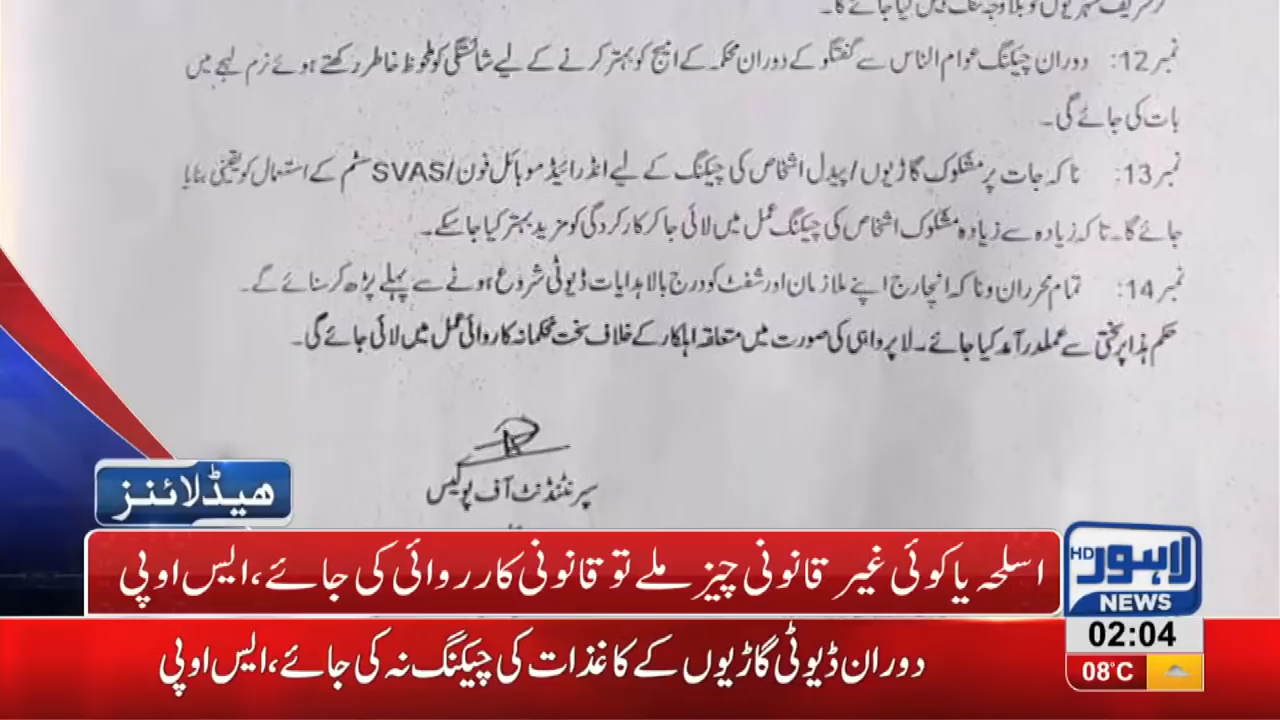 نمبر12: دوران چیکنگ عوام الناس سے گفتگو کے دوران محکمہ کے امیج کو بہتر کرنے کے لیے شائستگی کو ملحوظ خاطر رکھتے ہوئے نرم لہجے میں
بات کی جائے گی۔
نمبر13: ناکہ جات پر مشکوک گاڑیوں/پیدل اشخاص کی چیکنگ کے لیے انڈرائیڈ موبائل فون/SVAS سسٹم کے استعمال کو یقینی بنایا
جائے گا۔ تاکہ زیادہ سے زیادہ مشکوک اشخاص کی چیکنگ عمل میں لائی جا کر کارکردگی کو مزید بہتر کیا جا سکے۔
نمبر14: تمام محرران و ناکہ انچارج اپنے ملازمان اور شفٹ کو درج بالا ہدایات ڈیوٹی شروع ہونے سے پہلے پڑھ کر سنائے گے۔
حکم ہذا پر سختی سے عملدرآمد کیا جائے۔ لاپرواہی کی صورت میں متعلقہ اہلکار کے خلاف سخت محکمانہ کاروائی عمل میں لائی جائے گی۔
سپرنٹنڈنٹ آف پولیس
ہیڈلائنز
اسلحہ یا کوئی غیر قانونی چیز ملے تو قانونی کارروائی کی جائے، ایس او پی
لاہور HD
NEWS
02:04
دوران ڈیوٹی گاڑیوں کے کاغذات کی چیکنگ نہ کی جائے، ایس او پی
08°C